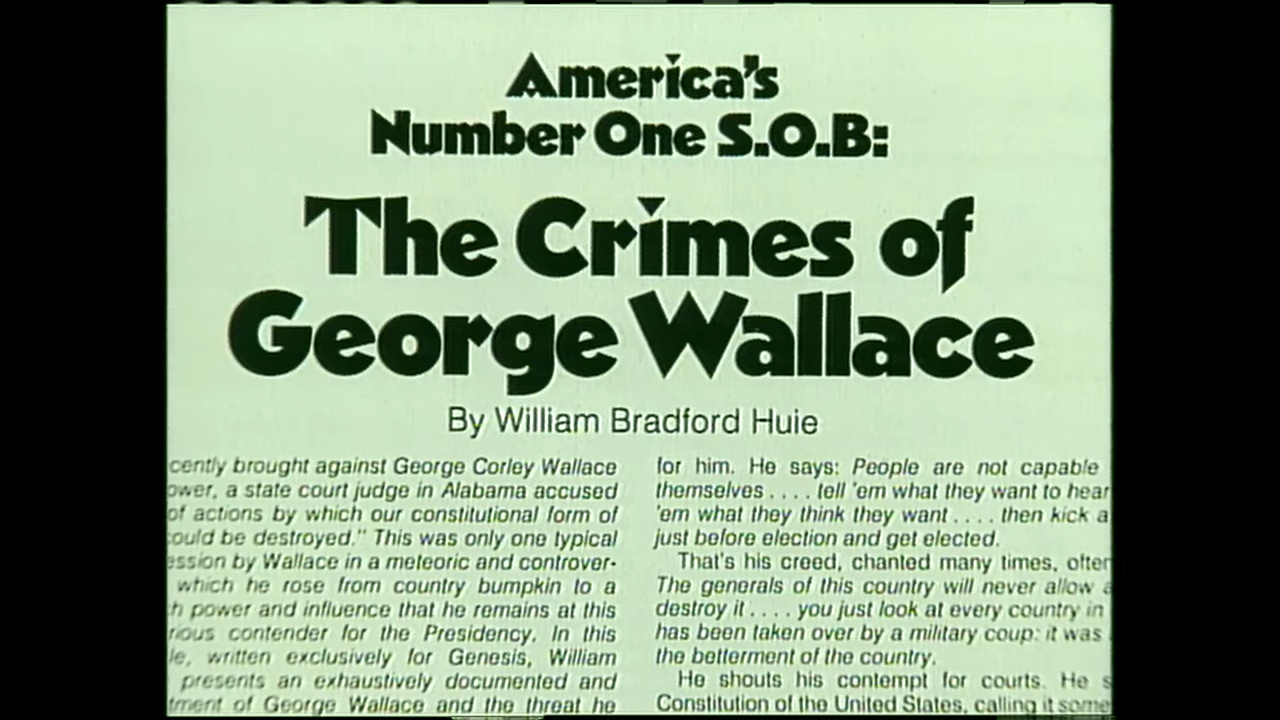 America's
Number One S.O.B:
The Crimes of
George Wallace
By William Bradford Huie
cently brought against George Corley Wallace
ower, a state court judge in Alabama accused
of actions by which our constitutional form of
ould be destroyed." This was only one typical
ession by Wallace in a meteoric and controver-
which he rose from country bumpkin to a
h power and influence that he remains at this
rious contender for the Presidency. In this
le, written exclusively for Genesis, William
presents an exhaustively documented and
tment of George Wallace and the threat he
for him. He says: People are not capable
themselves . . . . tell 'em what they want to hear
'em what they think they want . . . . then kick a
just before election and get elected.
That's his creed, chanted many times, often
The generals of this country will never allow a
destroy it . . . . you just look at every country in
has been taken over by a military coup: it was
the betterment of the country.
He shouts his contempt for courts. He s
Constitution of the United States, calling it some